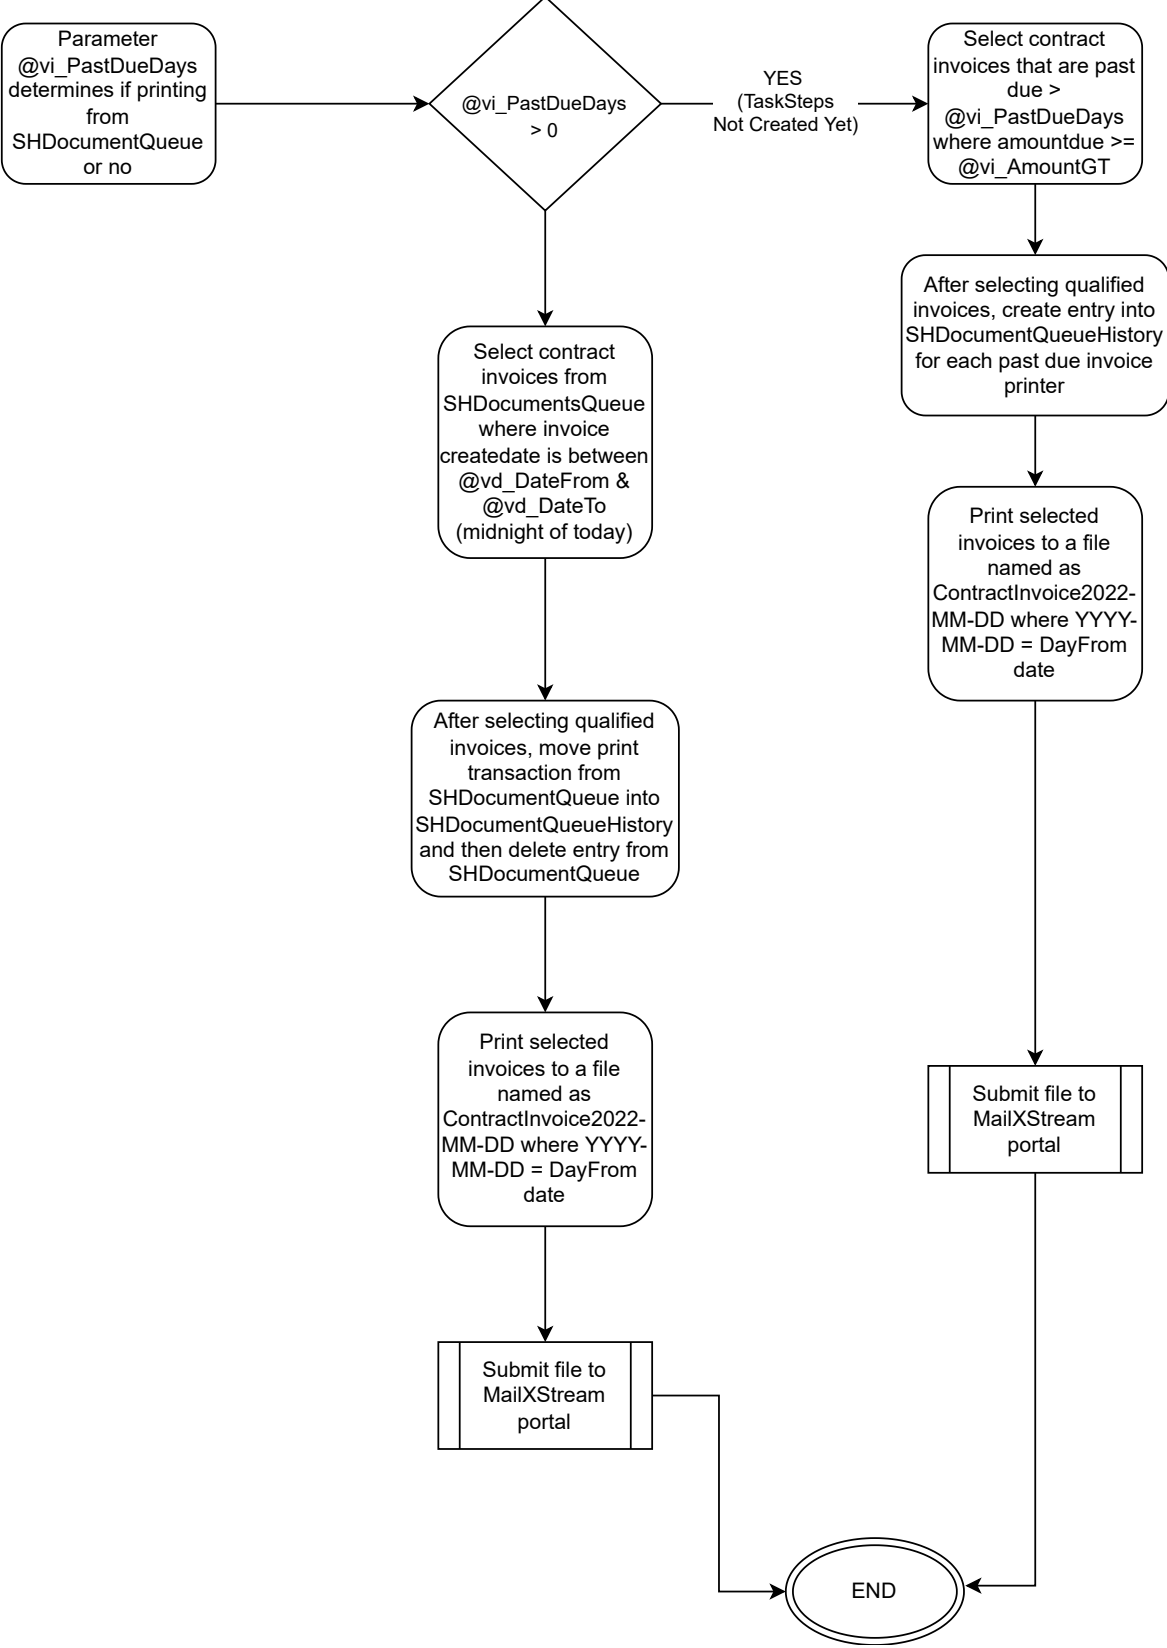 Parameter
@vi_PastDueDays
determines if printing
from
SHDocumentQueue
or no
@vi_PastDueDays
> 0
YES
(TaskSteps
Not Created Yet)
Select contract
invoices that are past
due >
@vi_PastDueDays
where amountdue >=
@vi_AmountGT
After selecting qualified
invoices, create entry into
SHDocumentQueueHistory
for each past due invoice
printer
Select contract
invoices from
SHDocumentsQueue
where invoice
createdate is between
@vd_DateFrom &
@vd_DateTo
(midnight of today)
Print selected
invoices to a file
named as
ContractInvoice2022-
MM-DD where YYYY-
MM-DD = DayFrom
date
After selecting qualified
invoices, move print
transaction from
SHDocumentQueue into
SHDocumentQueueHistory
and then delete entry from
SHDocumentQueue
Print selected
invoices to a file
named as
ContractInvoice2022-
MM-DD where YYYY-
MM-DD = DayFrom
date
Submit file to
MailXStream
portal
Submit file to
MailXStream
portal
END